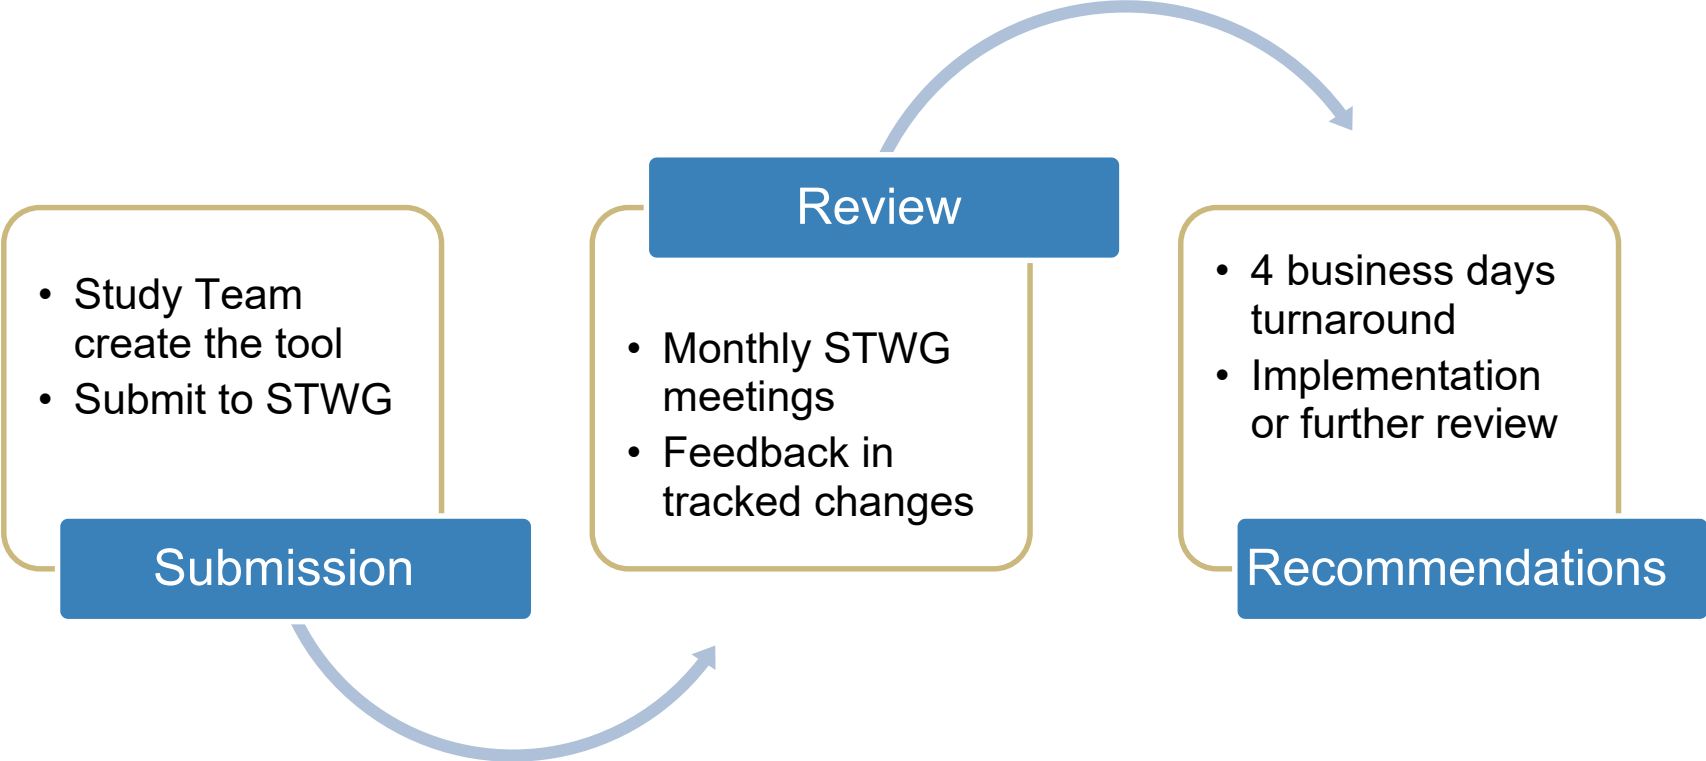 • Study Team
create the tool
• Submit to STWG
Submission
Review
• Monthly STWG
meetings
• Feedback in
tracked changes
• 4 business days
turnaround
• Implementation
or further review
Recommendations